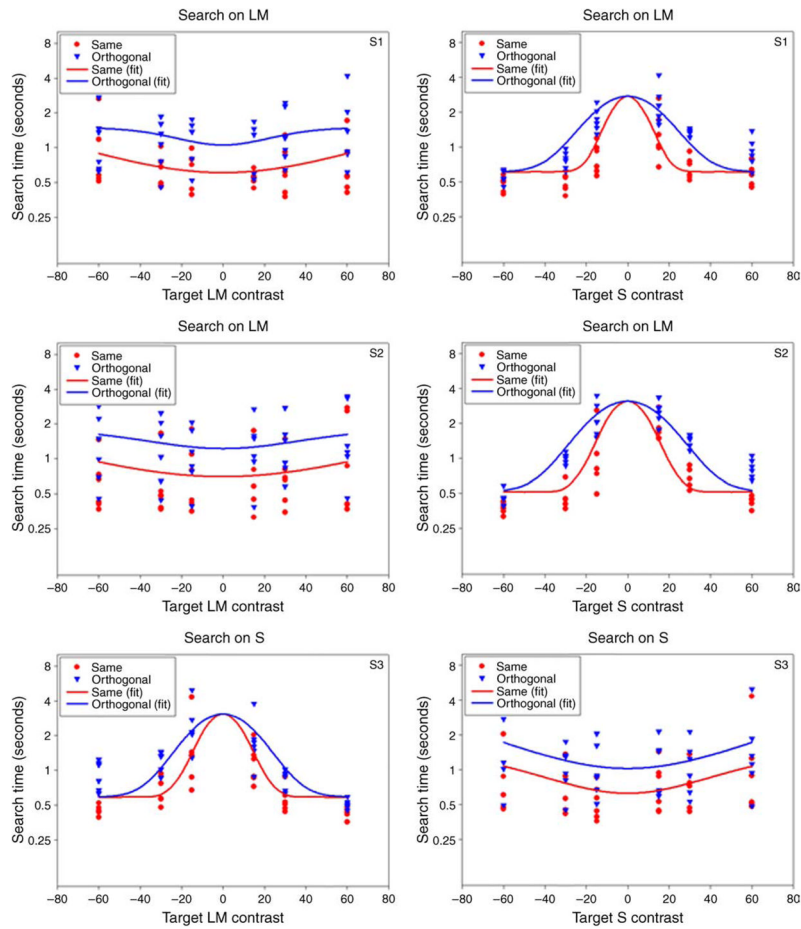 Search on LM
S1
Same
Orthogonal
Same (fit)
Orthogonal (fit)
Search time (seconds)
8
4
2
1
0.5
0.25
−80 −60 −40 −20 0 20 40 60 80
Target LM contrast
Search on LM
S1
Same
Orthogonal
Same (fit)
Orthogonal (fit)
Search time (seconds)
8
4
2
1
0.5
0.25
−80 −60 −40 −20 0 20 40 60 80
Target S contrast
Search on LM
S2
Same
Orthogonal
Same (fit)
Orthogonal (fit)
Search time (seconds)
8
4
2
1
0.5
0.25
−80 −60 −40 −20 0 20 40 60 80
Target LM contrast
Search on LM
S2
Same
Orthogonal
Same (fit)
Orthogonal (fit)
Search time (seconds)
8
4
2
1
0.5
0.25
−80 −60 −40 −20 0 20 40 60 80
Target S contrast
Search on S
S3
Same
Orthogonal
Same (fit)
Orthogonal (fit)
Search time (seconds)
8
4
2
1
0.5
0.25
−80 −60 −40 −20 0 20 40 60 80
Target LM contrast
Search on S
S3
Same
Orthogonal
Same (fit)
Orthogonal (fit)
Search time (seconds)
8
4
2
1
0.5
0.25
−80 −60 −40 −20 0 20 40 60 80
Target S contrast